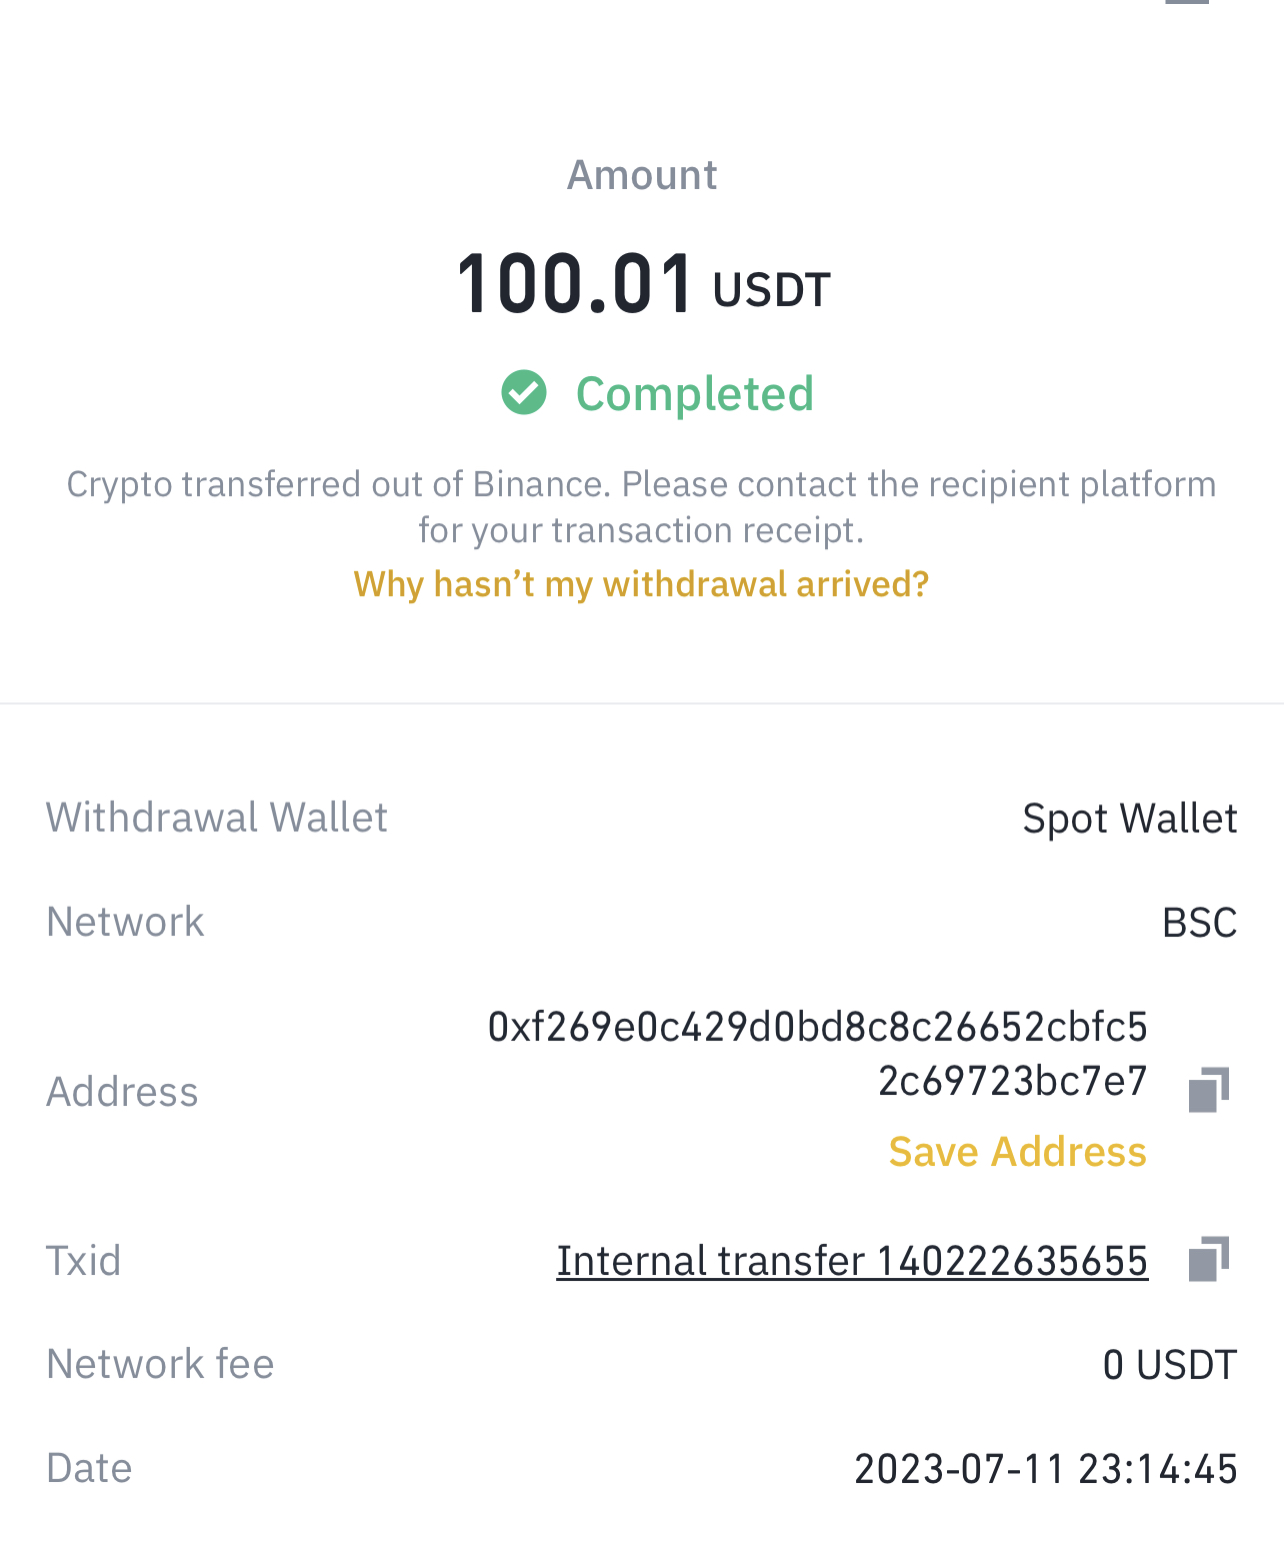 Amount
100.01 USDT
Completed
Crypto transferred out of Binance. Please contact the recipient platform
for your transaction receipt.
Why hasn’t my withdrawal arrived?
Withdrawal Wallet Spot Wallet
Network BSC
Address 0xf269e0c429d0bd8c8c26652cbfc5
2c69723bc7e7
Save Address
Txid Internal transfer 140222635655
Network fee 0 USDT
Date 2023-07-11 23:14:45